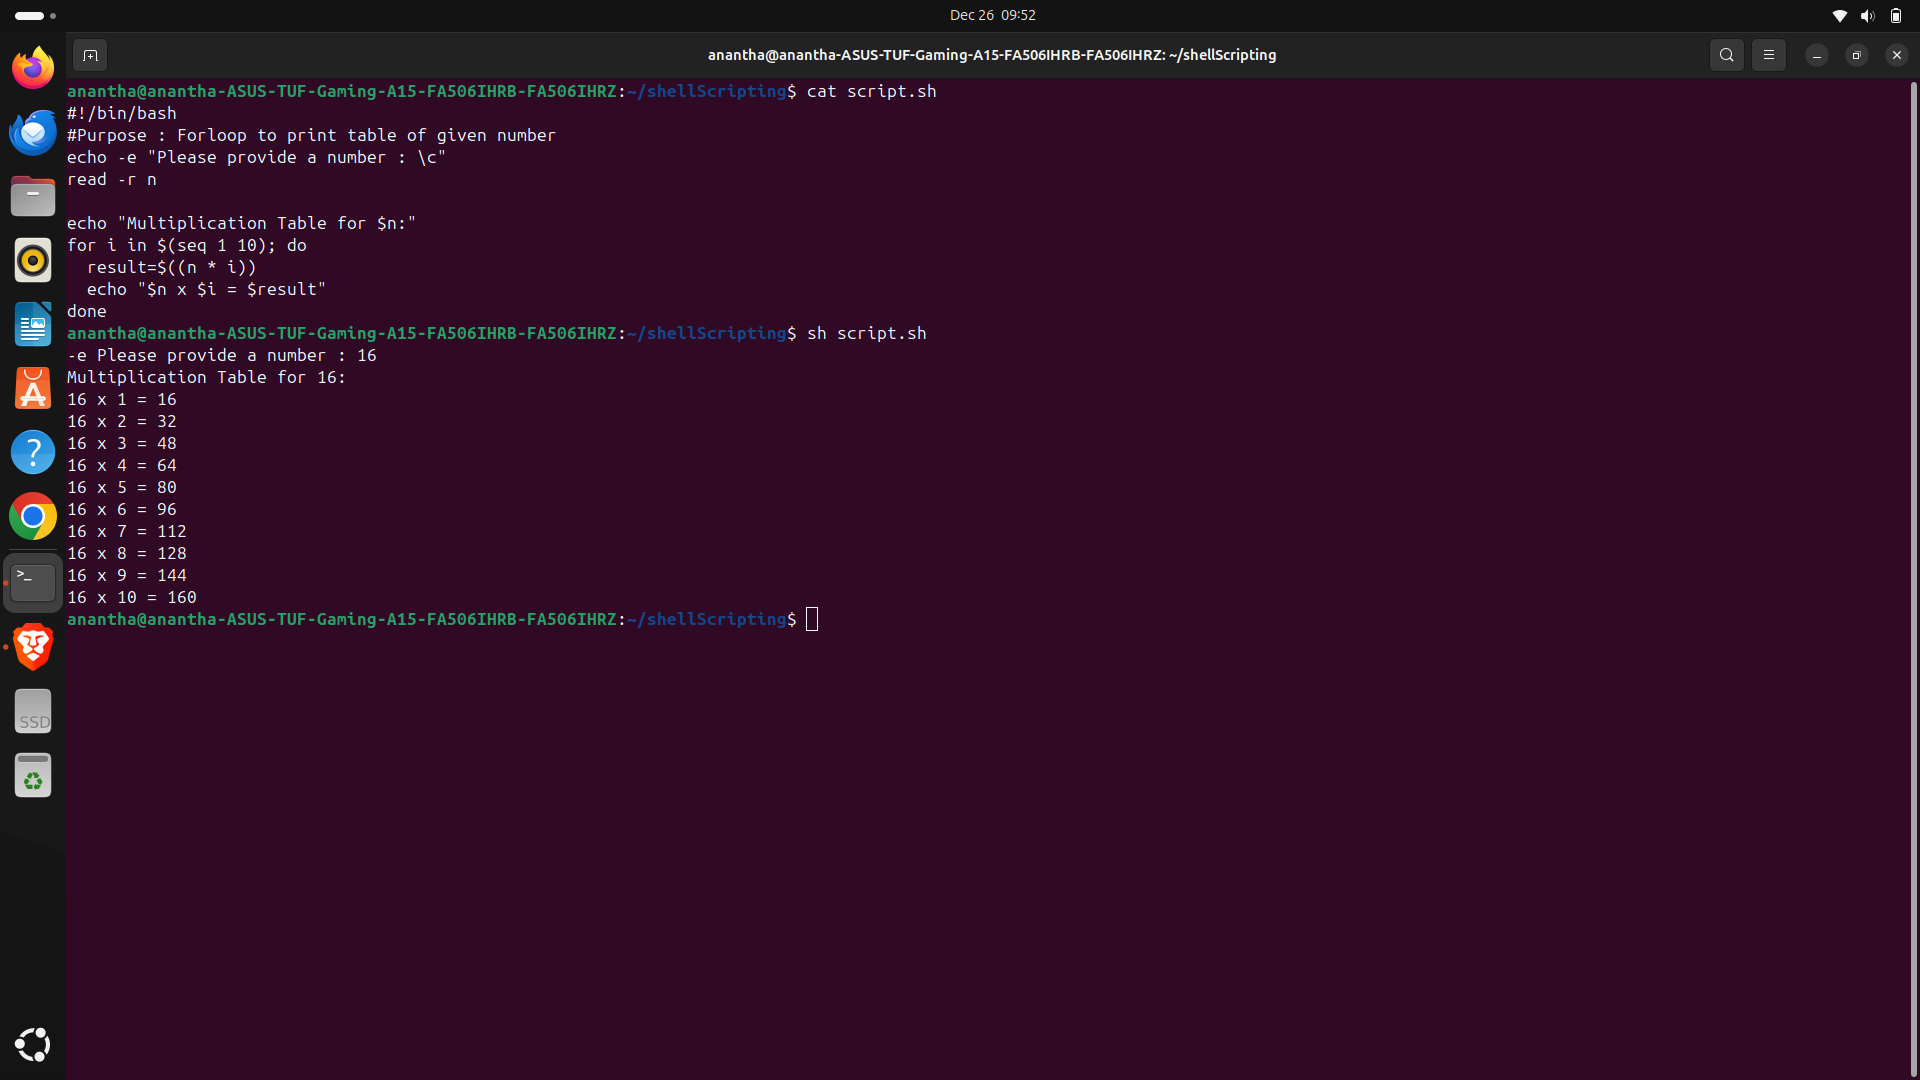 Dec 26 09:52
anantha@anantha-ASUS-TUF-Gaming-A15-FA506IHRB-FA506IHRZ: ~/shellScripting
anantha@anantha-ASUS-TUF-Gaming-A15-FA506IHRB-FA506IHRZ:~/shellScripting$ cat script.sh
#!/bin/bash
#Purpose : Forloop to print table of given number
echo -e "Please provide a number : \c"
read -r n

echo "Multiplication Table for $n:"
for i in $(seq 1 10); do
  result=$((n * i))
  echo "$n x $i = $result"
done
anantha@anantha-ASUS-TUF-Gaming-A15-FA506IHRB-FA506IHRZ:~/shellScripting$ sh script.sh
-e Please provide a number : 16
Multiplication Table for 16:
16 x 1 = 16
16 x 2 = 32
16 x 3 = 48
16 x 4 = 64
16 x 5 = 80
16 x 6 = 96
16 x 7 = 112
16 x 8 = 128
16 x 9 = 144
16 x 10 = 160
anantha@anantha-ASUS-TUF-Gaming-A15-FA506IHRB-FA506IHRZ:~/shellScripting$
SSD